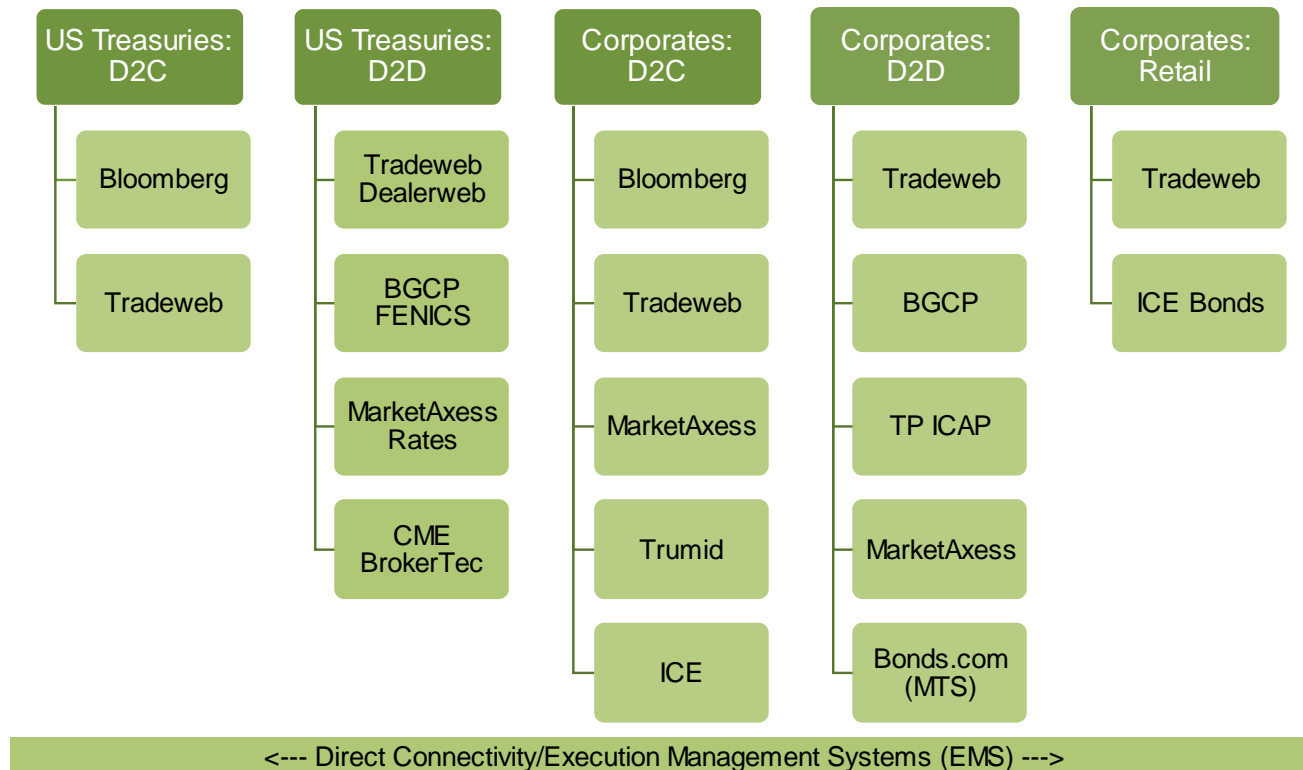 US Treasuries:
D2C
Bloomberg
Tradeweb
US Treasuries:
D2D
Tradeweb
Dealerweb
BGCP
FENICS
MarketAxess
Rates
CME
BrokerTec
Corporates:
D2C
Bloomberg
Tradeweb
MarketAxess
Trumid
ICE
Corporates:
D2D
Tradeweb
BGCP
TP ICAP
MarketAxess
Bonds.com
(MTS)
Corporates:
Retail
Tradeweb
ICE Bonds
<--- Direct Connectivity/Execution Management Systems (EMS) --->